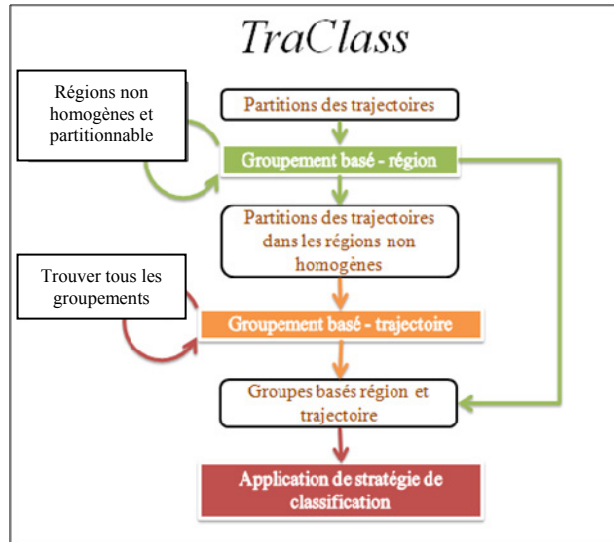 TraClass
Régions non
homogènes et
partitionnable
Partitions des trajectoires
Groupement basé - région
Partitions des trajectoires
dans les régions non
homogènes
Trouver tous les
groupements
Groupement basé - trajectoire
Groupes basés région et
trajectoire
Application de stratégie de
classification